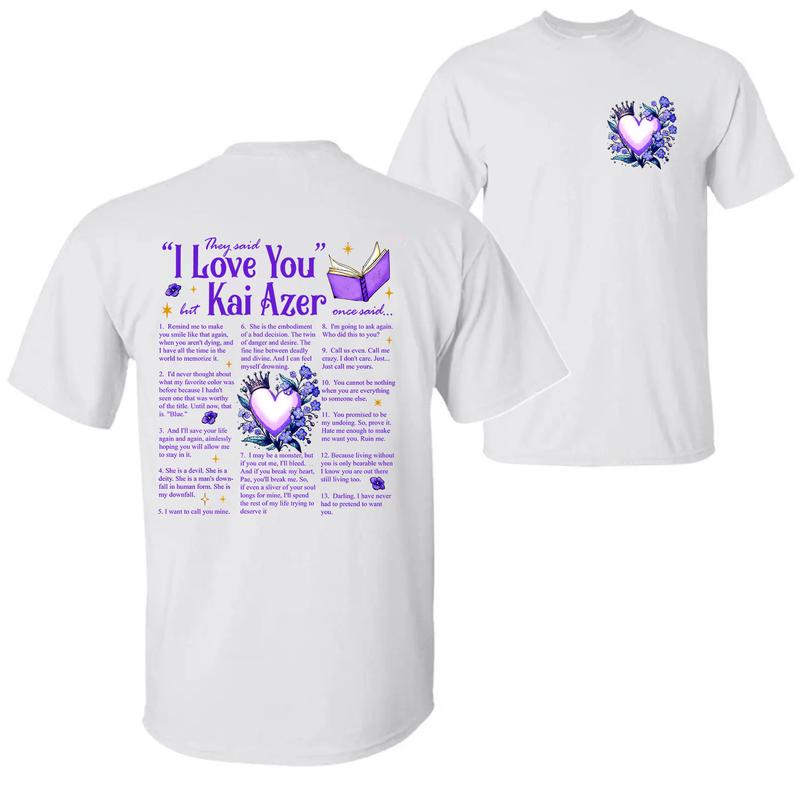 They said
“I Love You”
but Kai Azer once said...
1. Remind me to make
you smile like that again,
when you aren't dying, and
I have all the time in the
world to memorize it.
2. I'd never thought about
what my favorite color was
before because I hadn't
seen one that was worthy
of the title. Until now, that
is. "Blue."
3. And I'll save your life
again and again, aimlessly
hoping you will allow me
to stay in it.
4. She is a devil. She is a
deity. She is a man's down-
fall in human form. She is
my downfall.
5. I want to call you mine.
6. She is the embodiment
of a bad decision. The twin
of danger and desire. The
fine line between deadly
and divine. And I can feel
myself drowning.
7. I may be a monster, but
if you cut me, I'll bleed. . .
And if you break my heart,
Pae, you'll break me. So,
if even a sliver of your soul
longs for mine, I'll spend
the rest of my life trying to
deserve it
8. I'm going to ask again.
Who did this to you?
9. Call us even. Call me
crazy. I don't care. Just...
Just call me yours.
10. You cannot be nothing
when you are everything
to someone else.
11. You promised to be
my undoing. So, prove it.
Hate me enough to make
me want you. Ruin me.
12. Because living without
you is only bearable when
I know you are out there
still living too.
13. Darling. I have never
had to pretend to want
you.